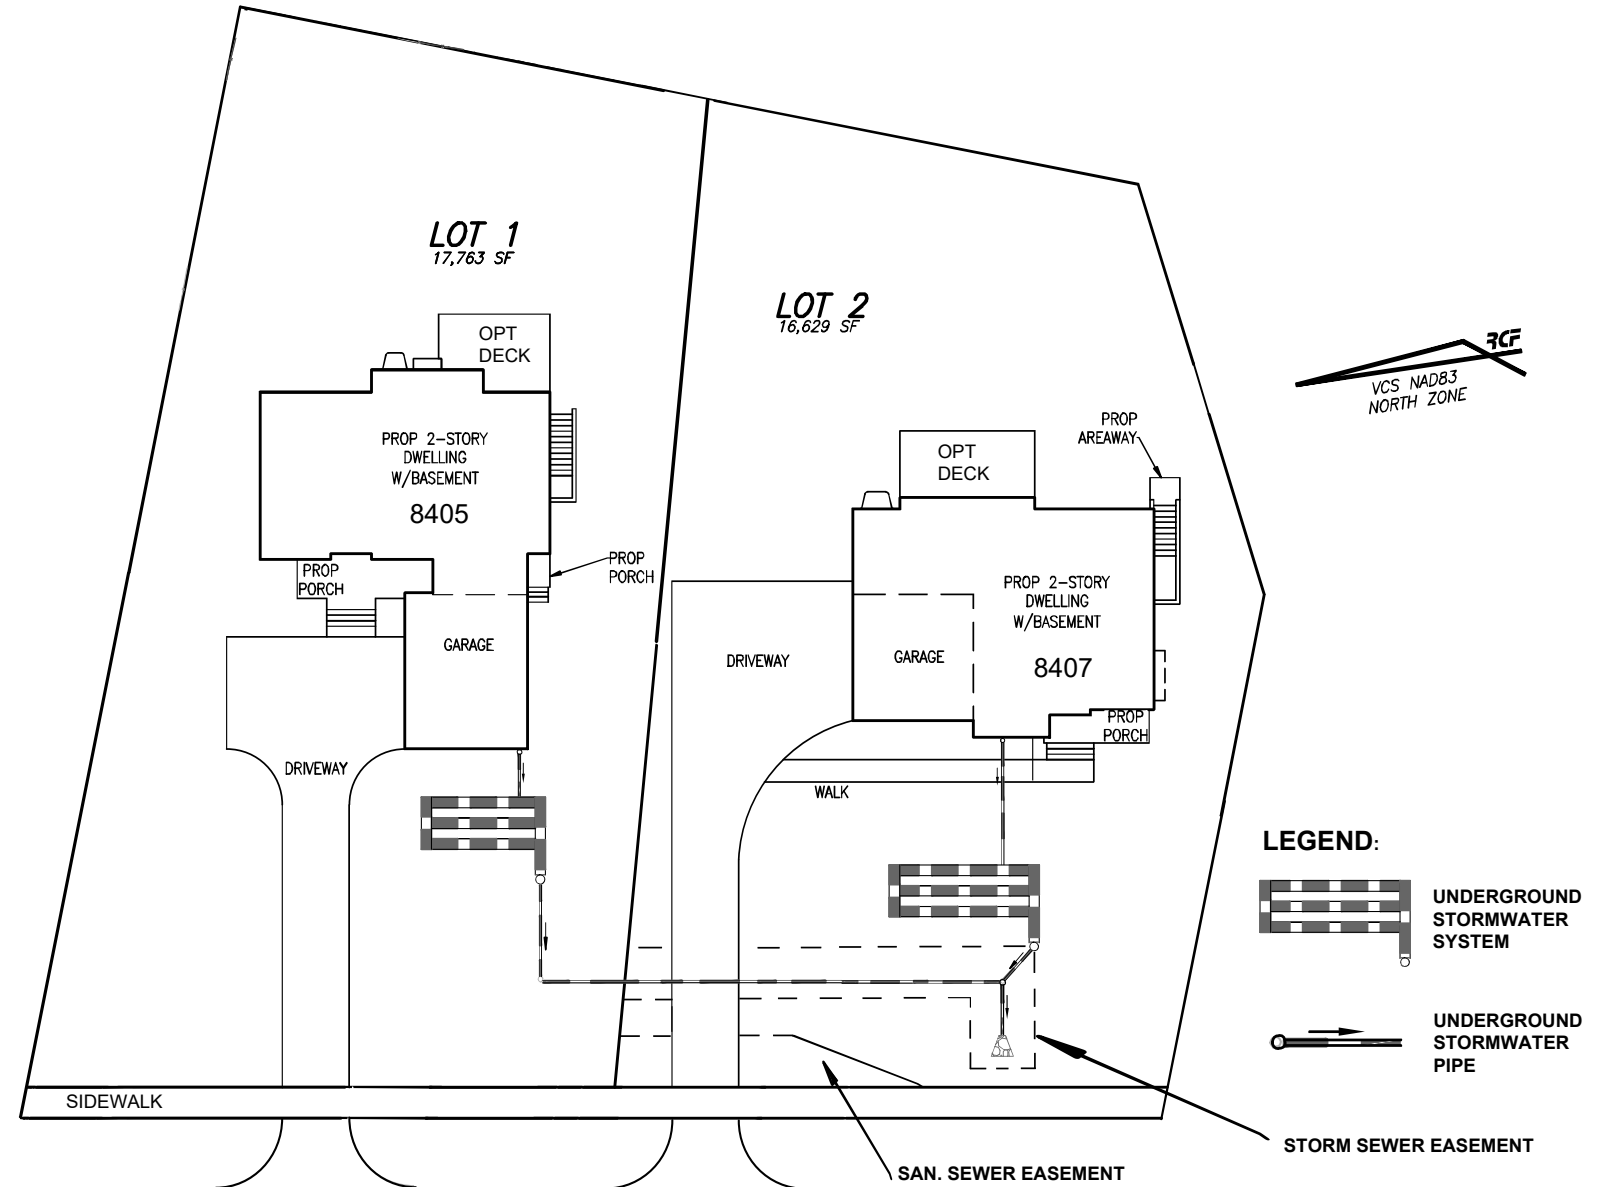 LOT 1
17,763 SF
OPT
DECK
PROP 2-STORY
DWELLING
W/BASEMENT
8405
PROP
PORCH
PROP
PORCH
GARAGE
DRIVEWAY
LOT 2
16,629 SF
OPT
DECK
PROP
AREAWAY
PROP 2-STORY
DWELLING
W/BASEMENT
8407
DRIVEWAY
GARAGE
PROP
PORCH
WALK
RCF
VCS NAD83
NORTH ZONE
LEGEND:
UNDERGROUND
STORMWATER
SYSTEM
UNDERGROUND
STORMWATER
PIPE
SIDEWALK
STORM SEWER EASEMENT
SAN. SEWER EASEMENT